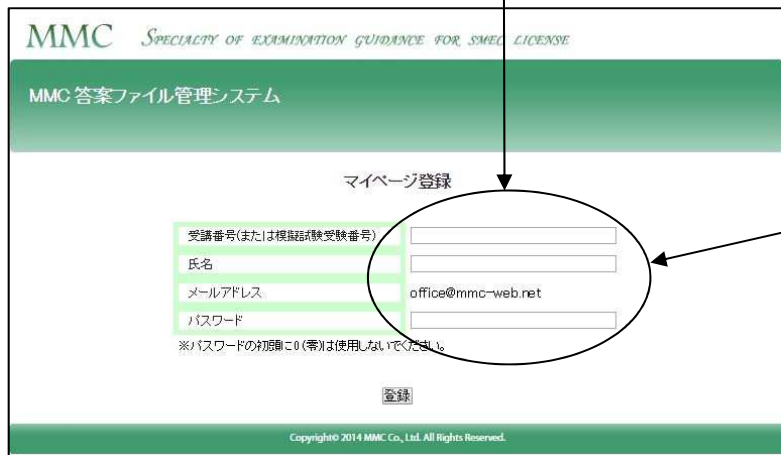 MMC SPECIALTY OF EXAMINATION GUIDANCE FOR SMEC LICENSE
MMC 答案ファイル管理システム
マイページ登録
受講番号(または模擬試験受験番号)
氏名
メールアドレス office@mmc-web.net
パスワード
※パスワードの初頭に0(零)は使用しないでください。
登録
Copyright© 2014 MMC Co., Ltd. All Rights Reserved.